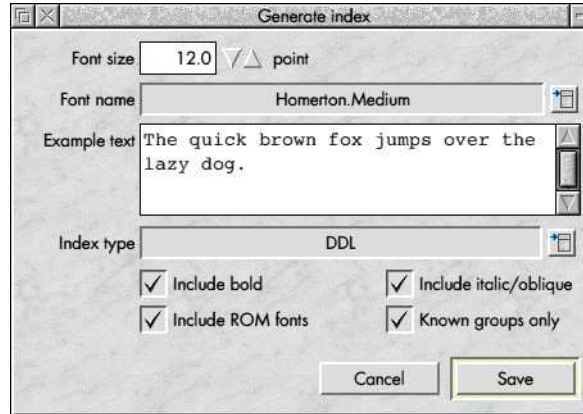 Generate index
Font size 12.0 point
Font name Homerton.Medium
Example text The quick brown fox jumps over the
lazy dog.
Index type DDL
Include bold Include italic/oblique
Include ROM fonts Known groups only
Cancel Save